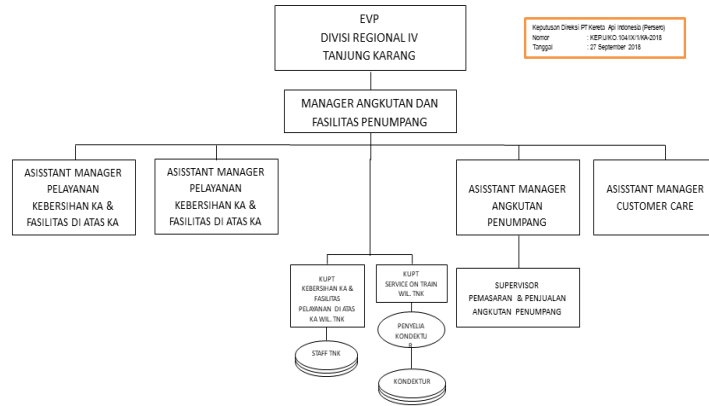 EVP
DIVISI REGIONAL IV
TANJUNG KARANG
Keputusan Direksi PT Kereta Api Indonesia (Persero)
Nomor : KEP.U/KO.104/IX/1/KA-2018
Tanggal : 27 September 2018
MANAGER ANGKUTAN DAN
FASILITAS PENUMPANG
ASISSTANT MANAGER
PELAYANAN
KEBERSIHAN KA &
FASILITAS DI ATAS KA
ASISSTANT MANAGER
PELAYANAN
KEBERSIHAN KA &
FASILITAS DI ATAS KA
ASISSTANT MANAGER
ANGKUTAN
PENUMPANG
ASISSTANT MANAGER
CUSTOMER CARE
KUPT
KEBERSIHAN KA &
FASILITAS
PELAYANAN DI ATAS
KA WIL. TNK
KUPT
SERVICE ON TRAIN
WIL. TNK
SUPERVISOR
PEMASARAN & PENJUALAN
ANGKUTAN PENUMPANG
PENYELIA
KONDEKTU
R
STAFF TNK
KONDEKTUR